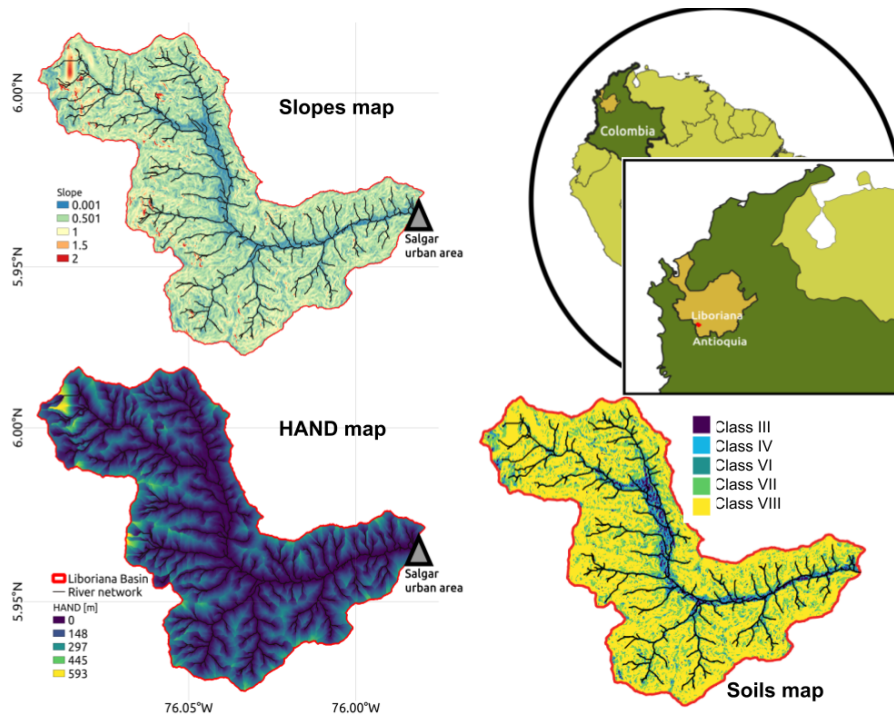 6.00°N
5.95°N
Slopes map
Slope
0.001
0.501
1
1.5
2
Salgar
urban area
Colombia
Liboriana
Antioquia
6.00°N
5.95°N
HAND map
Liboriana Basin
River network
HAND [m]
0
148
297
445
593
Salgar
urban area
76.05°W
76.00°W
Class III
Class IV
Class VI
Class VII
Class VIII
Soils map